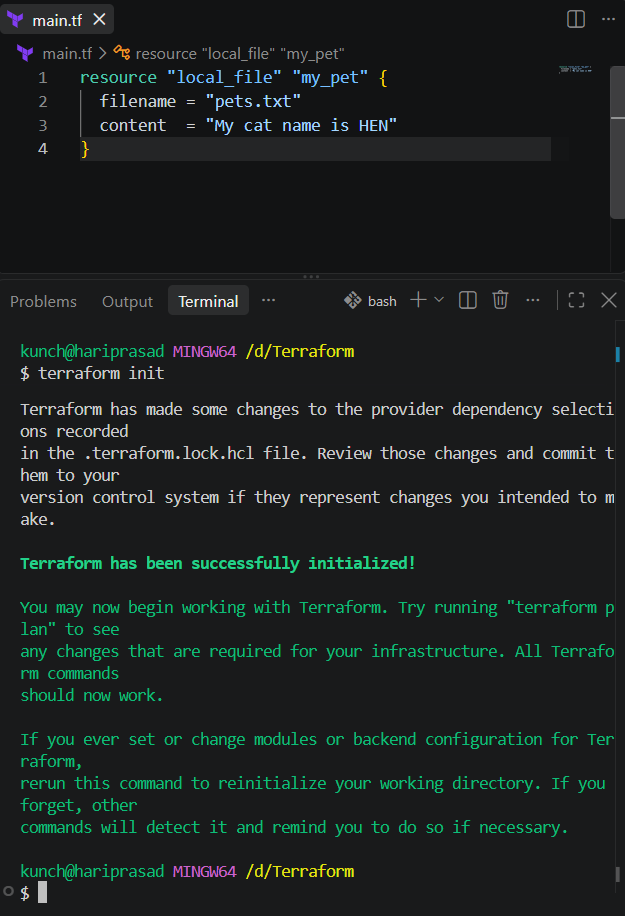 main.tf
main.tf > resource "local_file" "my_pet"
1 resource "local_file" "my_pet" {
2 filename = "pets.txt"
3 content = "My cat name is HEN"
4 }
Problems Output Terminal ... bash
kunch@hariprasad MINGW64 /d/Terraform
$ terraform init
Terraform has made some changes to the provider dependency selecti
ons recorded
in the .terraform.lock.hcl file. Review those changes and commit t
hem to your
version control system if they represent changes you intended to m
ake.
Terraform has been successfully initialized!
You may now begin working with Terraform. Try running "terraform p
lan" to see
any changes that are required for your infrastructure. All Terrafo
rm commands
should now work.
If you ever set or change modules or backend configuration for Ter
raform,
rerun this command to reinitialize your working directory. If you
forget, other
commands will detect it and remind you to do so if necessary.
kunch@hariprasad MINGW64 /d/Terraform
$